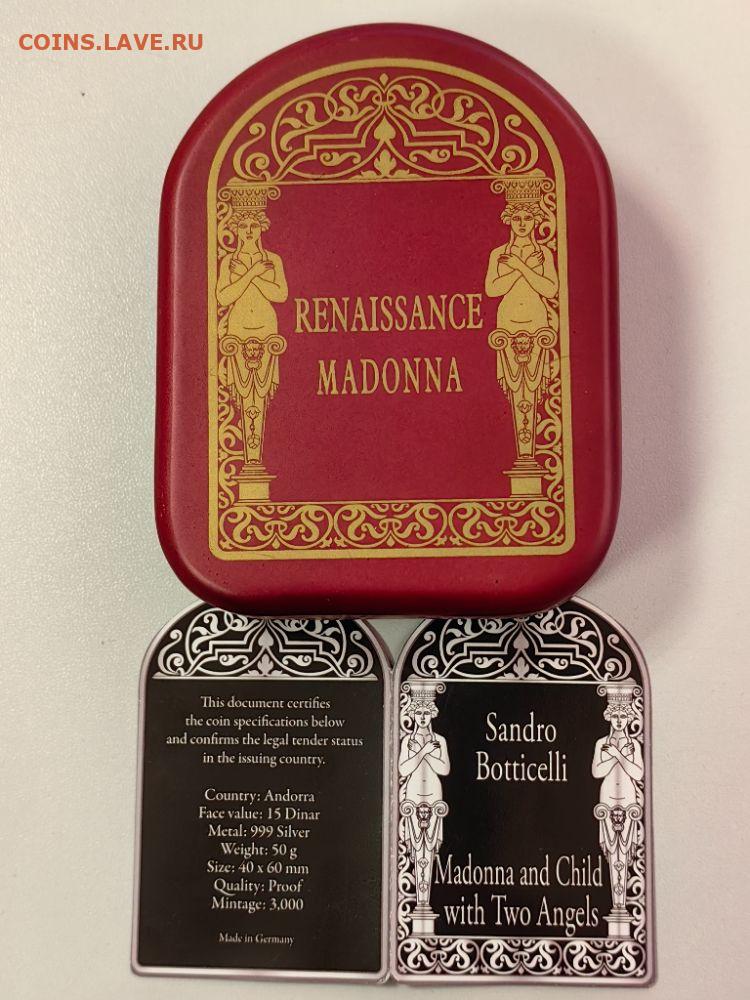 COINS.LAVE.RU
RENAISSANCE
MADONNA
This document certifies
the coin specifications below
and confirms the legal tender status
in the issuing country.
Country: Andorra
Face value: 15 Dinar
Metal: 999 Silver
Weight: 50 g
Size: 40 x 60 mm
Quality: Proof
Mintage: 3,000
Made in Germany
Sandro
Botticelli
Madonna and Child
with Two Angels